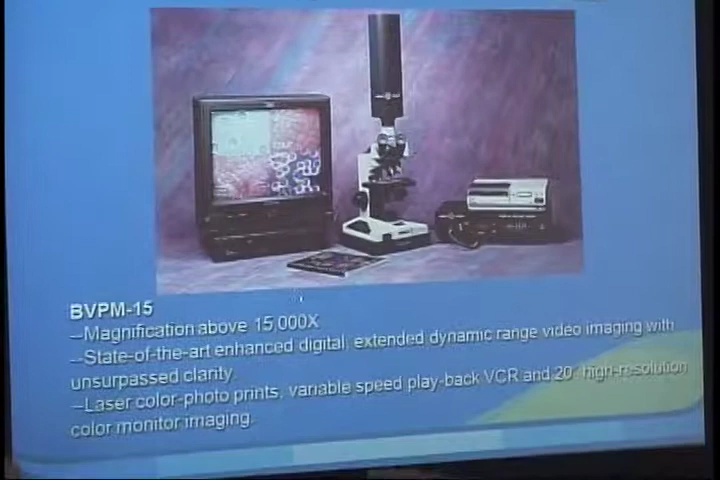 BVPM-15
--Magnification above 15,000X
--State-of-the-art enhanced digital, extended dynamic range video imaging with
unsurpassed clarity.
--Laser color-photo prints, variable speed play-back VCR and 20" high-resolution
color monitor imaging.